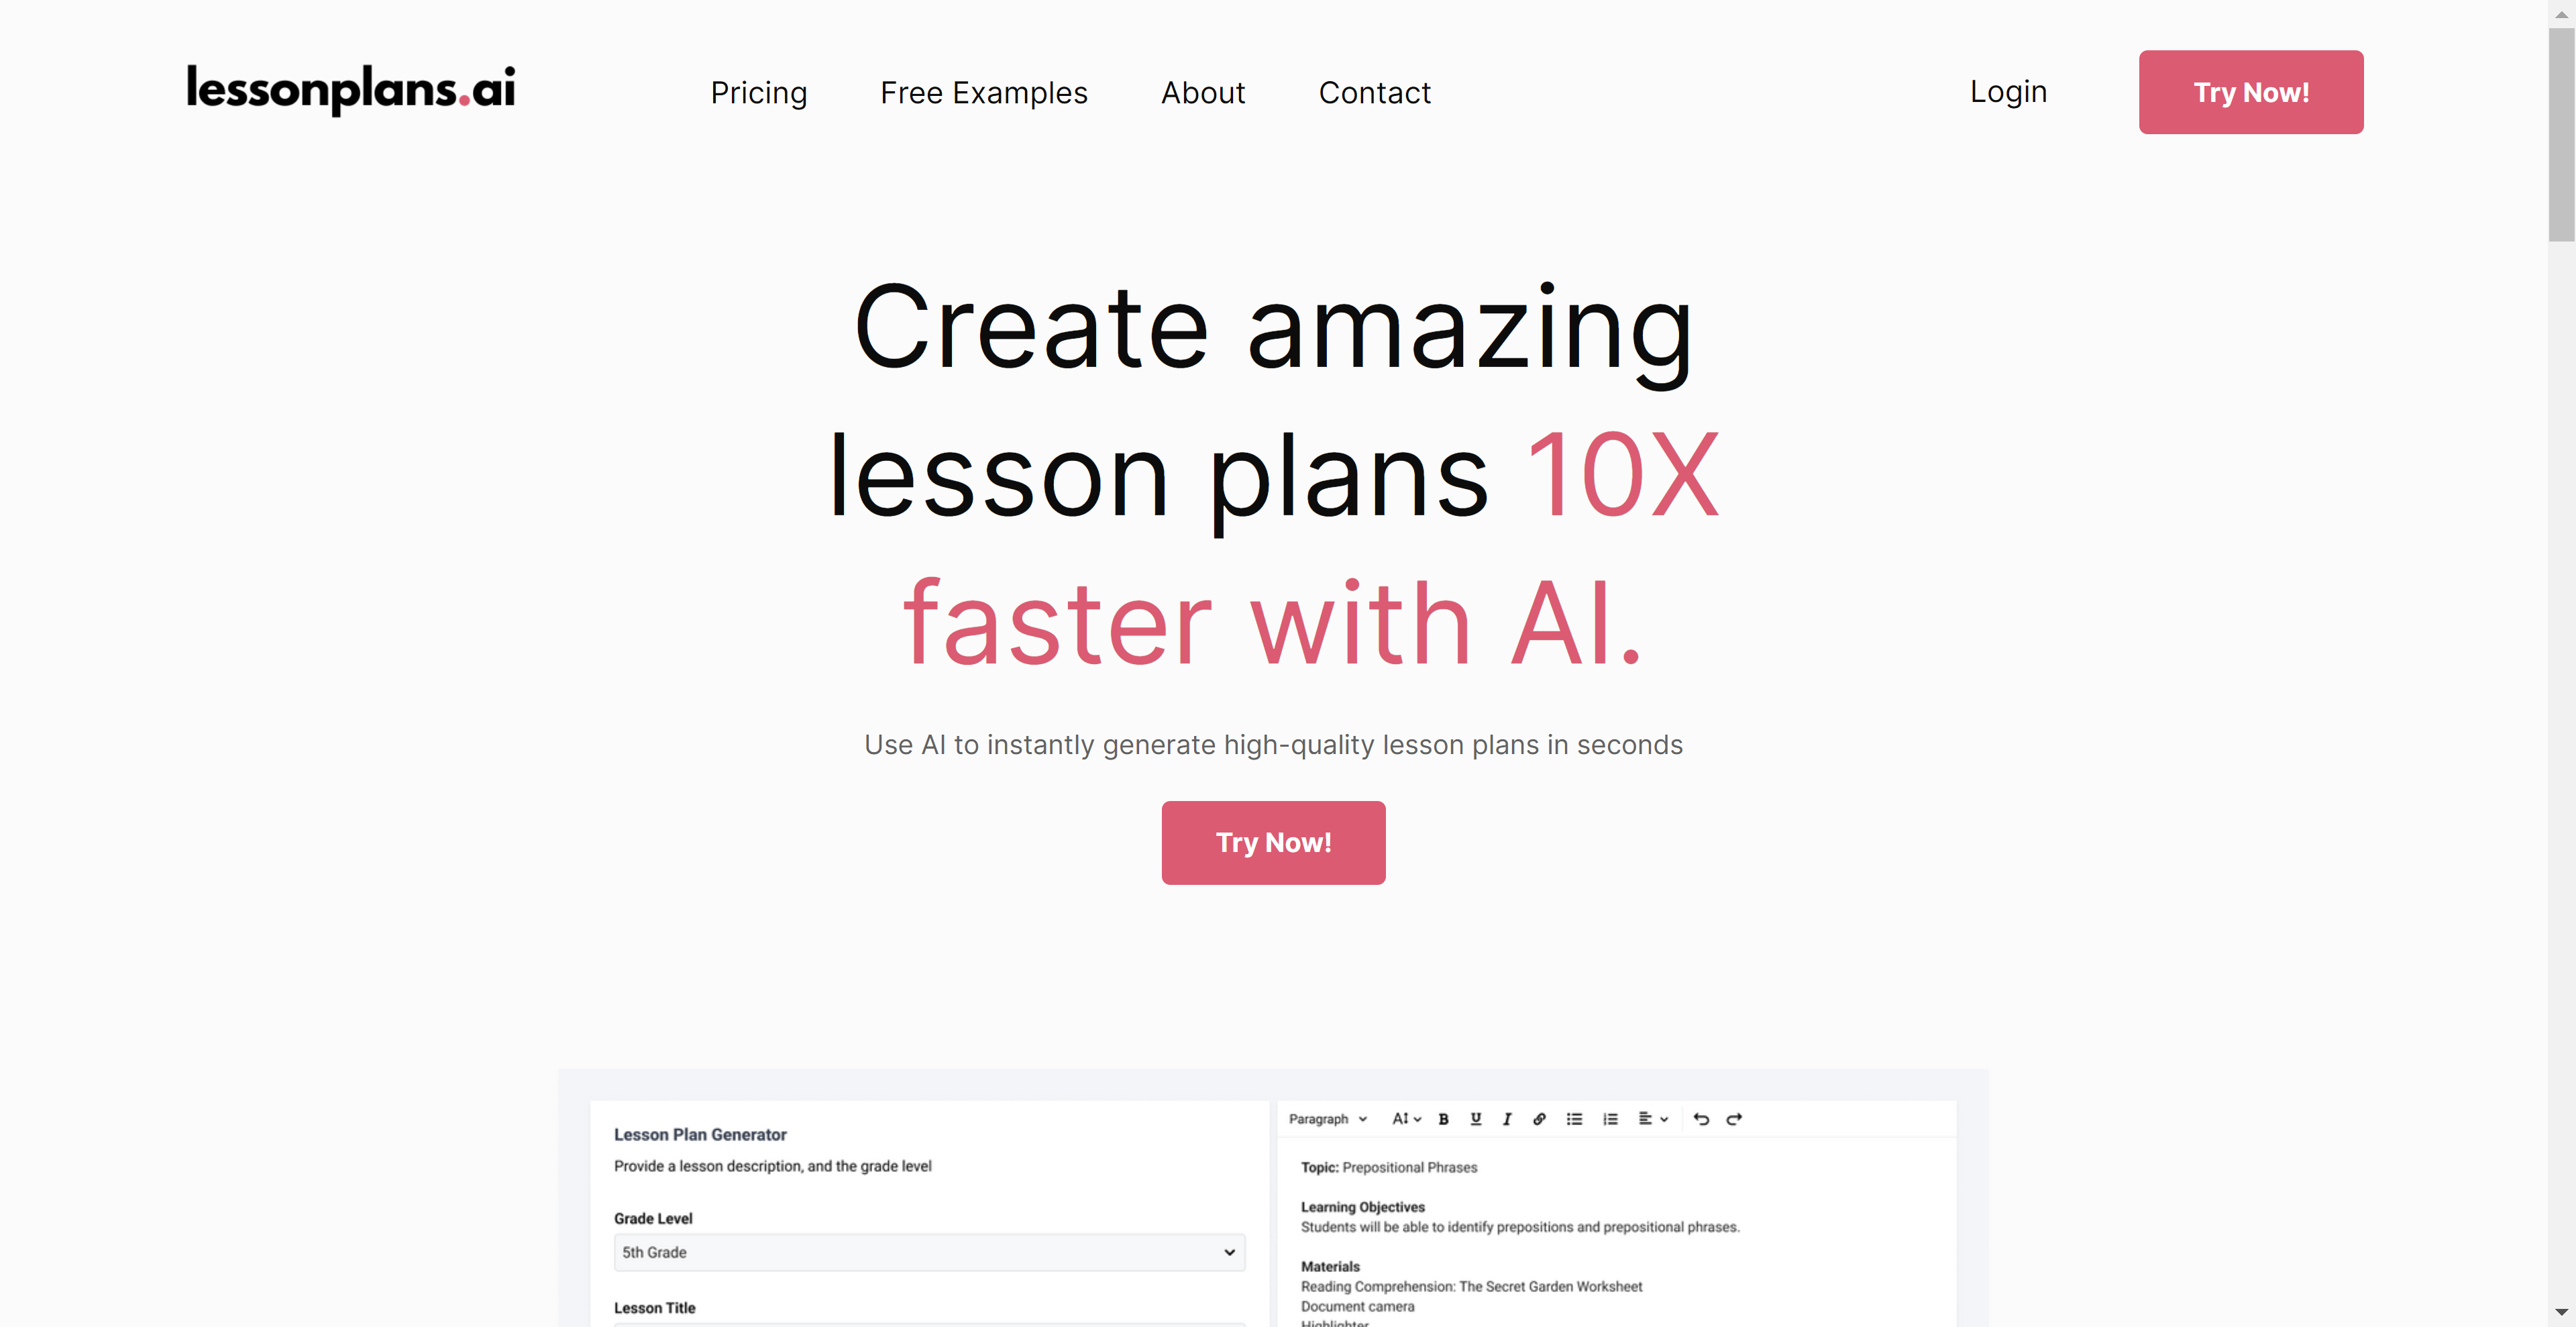 lessonplans.ai
Pricing
Free Examples
About
Contact
Login
Try Now!
Create amazing
lesson plans 10X
faster with AI.
Use AI to instantly generate high-quality lesson plans in seconds
Try Now!
Lesson Plan Generator
Provide a lesson description, and the grade level
Grade Level
5th Grade
Lesson Title
Paragraph
Topic: Prepositional Phrases
Learning Objectives
Students will be able to identify prepositions and prepositional phrases.
Materials
Reading Comprehension: The Secret Garden Worksheet
Document camera
Highlighter